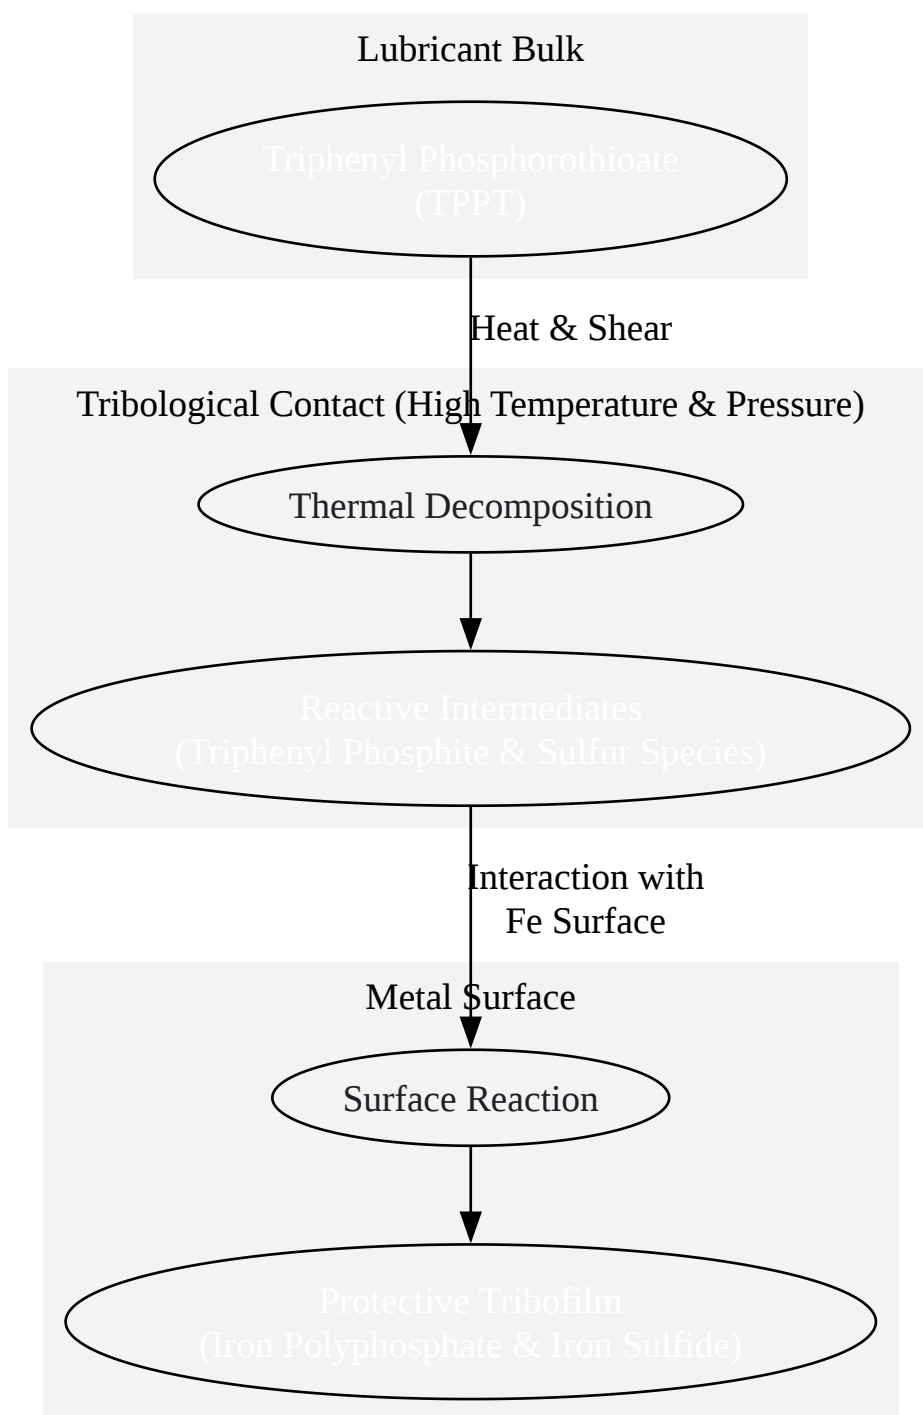 Lubricant Bulk
Triphenyl Phosphorothioate
(TPPT)
Heat & Shear
Tribological Contact (High Temperature & Pressure)
Thermal Decomposition
Reactive Intermediates
(Triphenyl Phosphite & Sulfur Species)
Interaction with
Fe Surface
Metal Surface
Surface Reaction
Protective Tribofilm
(Iron Polyphosphate & Iron Sulfide)